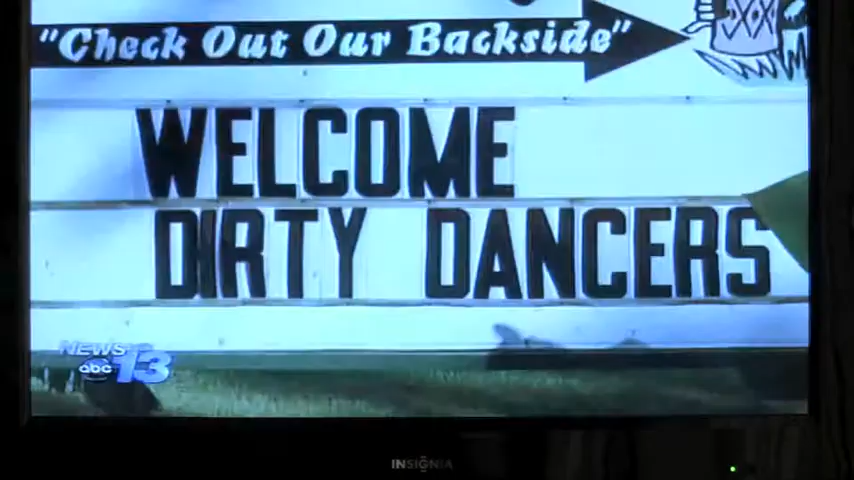 "Check Out Our Backside"
WELCOME
DIRTY DANCERS
NEWS 13
abc
INSIGNIA